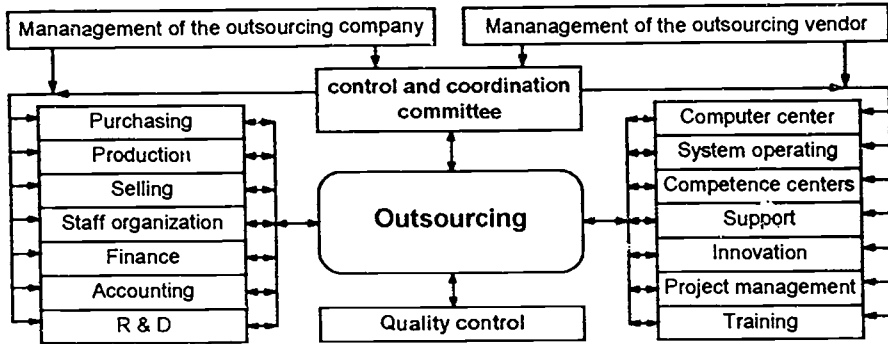 Mananagement of the outsourcing company
Mananagement of the outsourcing vendor
control and coordination
committee
Purchasing
Production
Selling
Staff organization
Finance
Accounting
R & D
Outsourcing
Quality control
Computer center
System operating
Competence centers
Support
Innovation
Project management
Training